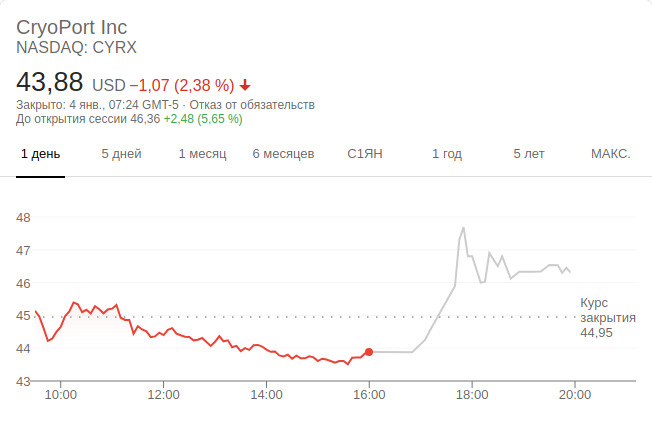 CryoPort Inc
NASDAQ: CYRX
43,88 USD −1,07 (2,38 %)
Закрыто: 4 янв., 07:24 GMT-5 · Отказ от обязательств
До открытия сессии 46,36 +2,48 (5,65 %)
1 день 5 дней 1 месяц 6 месяцев С1ЯН 1 год 5 лет МАКС.
48
47
46
45
44
43
Курс
закрытия
44,95
10:00 12:00 14:00 16:00 18:00 20:00